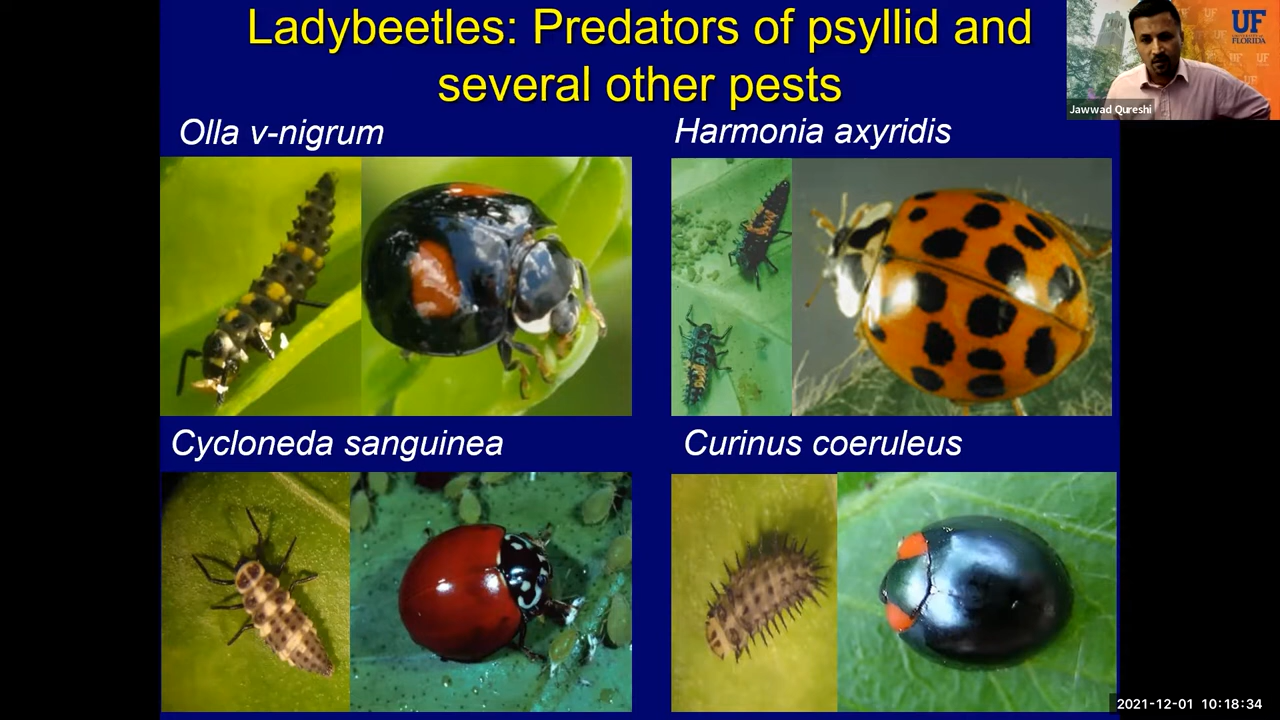 Ladybeetles: Predators of psyllid and
several other pests
UF
UNIVERSITY of
FLORIDA
Jawwad Qureshi
Olla v-nigrum
Harmonia axyridis
Cycloneda sanguinea
Curinus coeruleus
2021-12-01 10:18:34